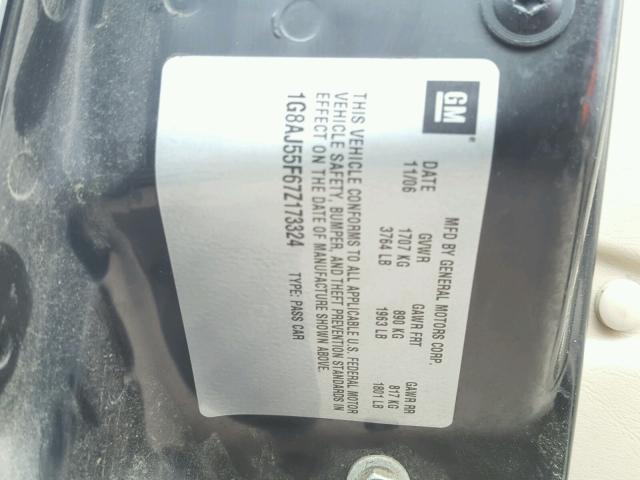 GM
®
MFD BY GENERAL MOTORS CORP.
DATE GVWR GAWR FRT GAWR RR
11/06 1707 KG 890 KG 817 KG
3764 LB 1963 LB 1801 LB
THIS VEHICLE CONFORMS TO ALL APPLICABLE U.S. FEDERAL MOTOR
VEHICLE SAFETY, BUMPER, AND THEFT PREVENTION STANDARDS IN
EFFECT ON THE DATE OF MANUFACTURE SHOWN ABOVE.
1G8AJ55F67Z173324 TYPE: PASS CAR